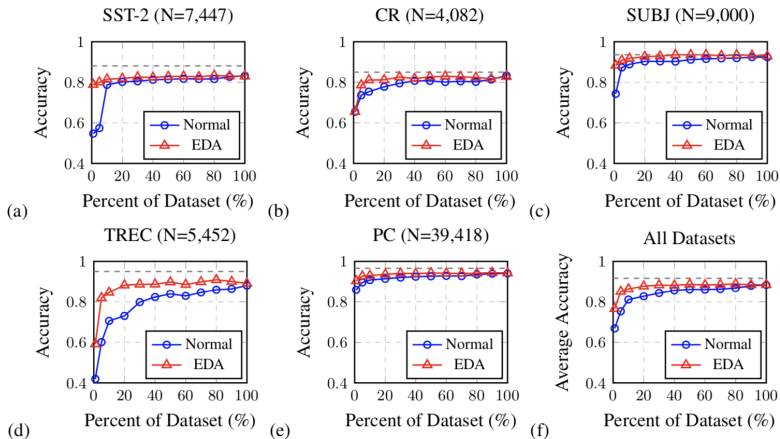 SST-2 (N=7,447)
1
0.8
0.6
0.4
Accuracy
Normal
EDA
20 40 60 80 100
Percent of Dataset (%)
(a)
CR (N=4,082)
1
0.8
0.6
0.4
Accuracy
Normal
EDA
20 40 60 80 100
Percent of Dataset (%)
(b)
SUBJ (N=9,000)
1
0.8
0.6
0.4
Accuracy
Normal
EDA
20 40 60 80 100
Percent of Dataset (%)
(c)
TREC (N=5,452)
1
0.8
0.6
0.4
Accuracy
Normal
EDA
20 40 60 80 100
Percent of Dataset (%)
(d)
PC (N=39,418)
1
0.8
0.6
0.4
Accuracy
Normal
EDA
20 40 60 80 100
Percent of Dataset (%)
(e)
All Datasets
1
0.8
0.6
0.4
Average Accuracy
Normal
EDA
20 40 60 80 100
Percent of Dataset (%)
(f)